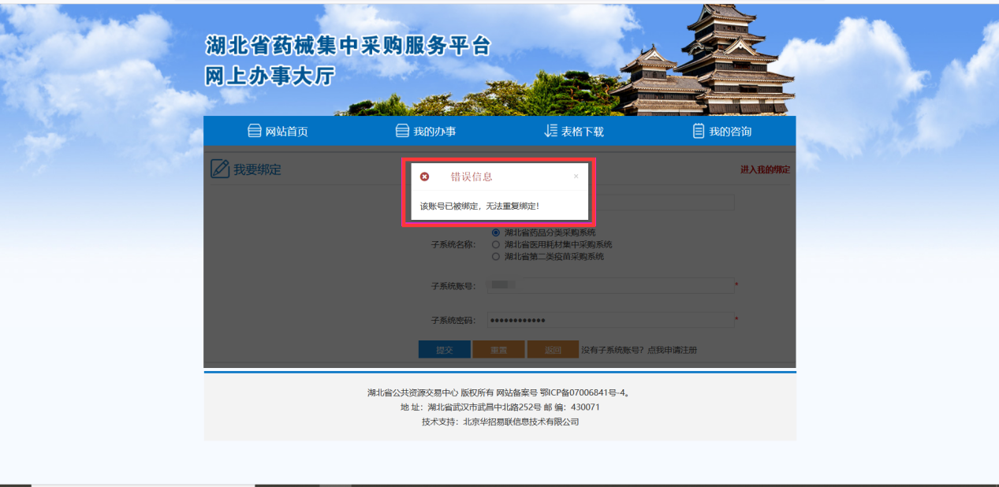 湖北省药械集中采购服务平台
网上办事大厅
网站首页 我的办事 表格下载 我的咨询
我要绑定 进入我的绑定
错误信息 ×
该账号已被绑定，无法重复绑定！
子系统名称：
湖北省药品分类采购系统
湖北省医用耗材集中采购系统
湖北省第二类疫苗采购系统
子系统账号： *
子系统密码： ●●●●●●●●●●●● *
提交 重置 返回 没有子系统账号？点我申请注册
湖北省公共资源交易中心 版权所有 网站备案号 鄂ICP备07006841号-4。
地 址：湖北省武汉市武昌中北路252号 邮 编：430071
技术支持：北京华招易联信息技术有限公司